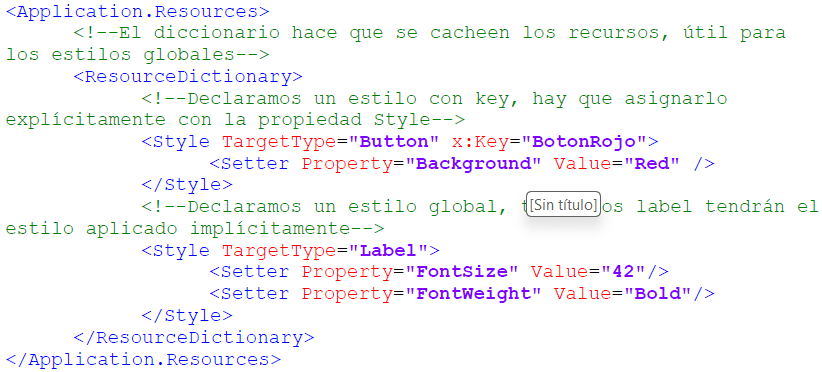 <Application.Resources>
<!--El diccionario hace que se cacheen los recursos, útil para
los estilos globales-->
<ResourceDictionary>
<!--Declaramos un estilo con key, hay que asignarlo
explícitamente con la propiedad Style-->
<Style TargetType="Button" x:Key="BotonRojo">
<Setter Property="Background" Value="Red" />
</Style>
<!--Declaramos un estilo global, [Sin título] label tendrán el
estilo aplicado implícitamente-->
<Style TargetType="Label">
<Setter Property="FontSize" Value="42"/>
<Setter Property="FontWeight" Value="Bold"/>
</Style>
</ResourceDictionary>
</Application.Resources>